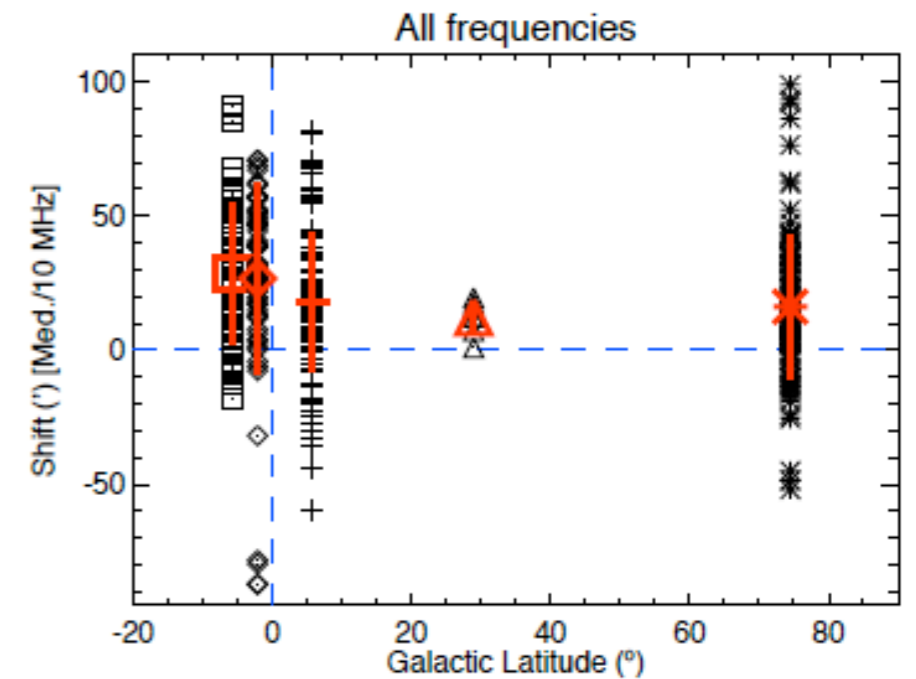 All frequencies
Shift (') [Med./10 MHz]
100
50
0
-50
-20 0 20 40 60 80
Galactic Latitude (º)